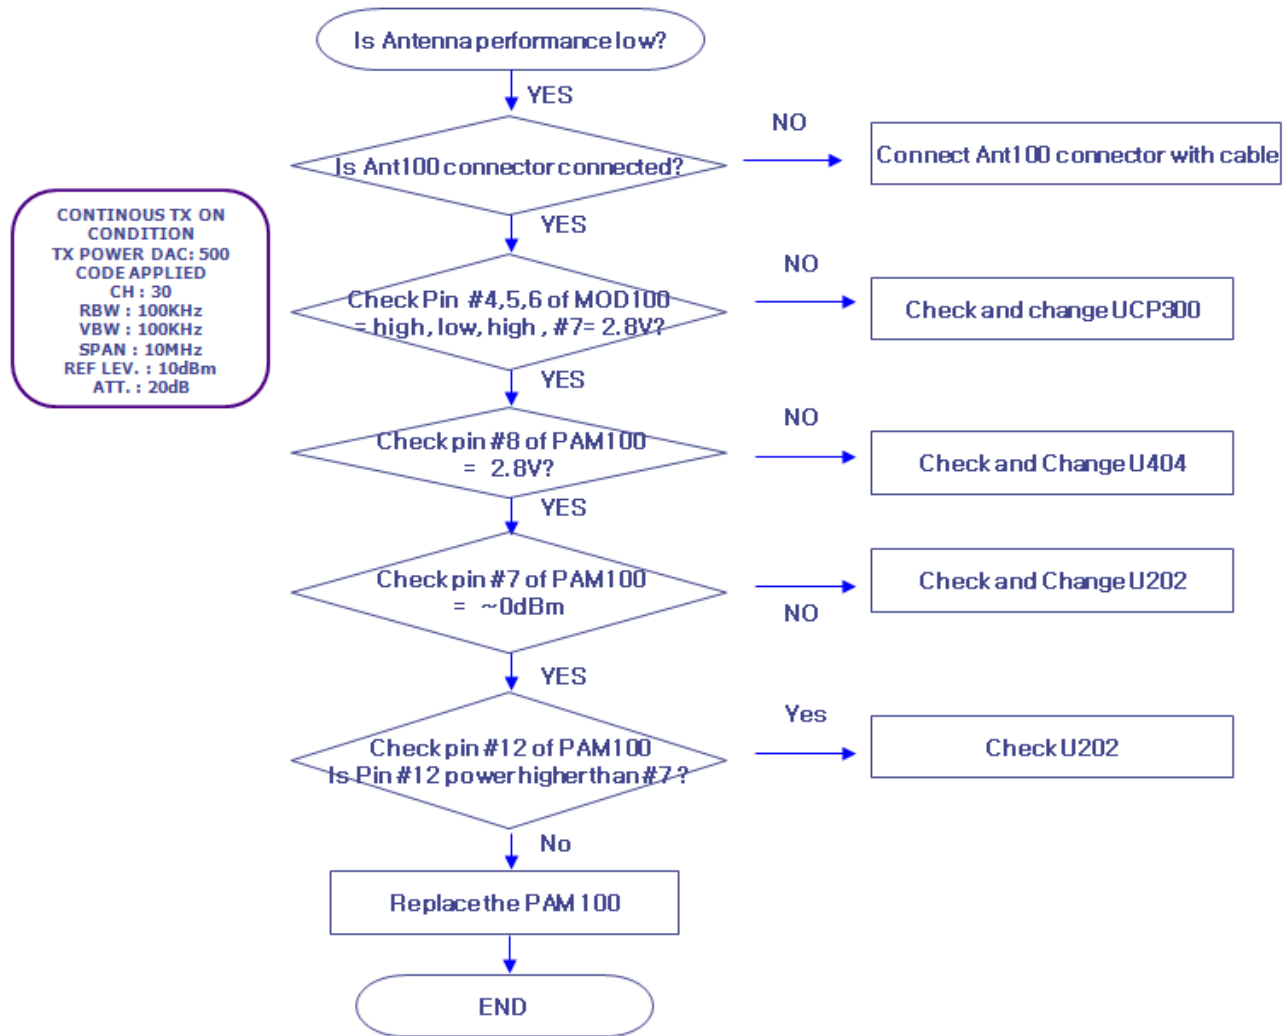 Is Antenna performance low?
YES
Is Ant100 connector connected?
NO
Connect Ant100 connector with cable
CONTINOUS TX ON
CONDITION
TX POWER DAC: 500
CODE APPLIED
CH : 30
RBW : 100KHz
VBW : 100KHz
SPAN : 10MHz
REF LEV. : 10dBm
ATT. : 20dB
YES
Check Pin #4,5,6 of MOD100
= high, low, high , #7= 2.8V?
NO
Check and change UCP300
YES
Check pin #8 of PAM100
= 2.8V?
NO
Check and Change U404
YES
Check pin #7 of PAM100
= ~0dBm
NO
Check and Change U202
YES
Check pin #12 of PAM100
Is Pin #12 power higher than #7 ?
Yes
Check U202
No
Replace the PAM 100
END